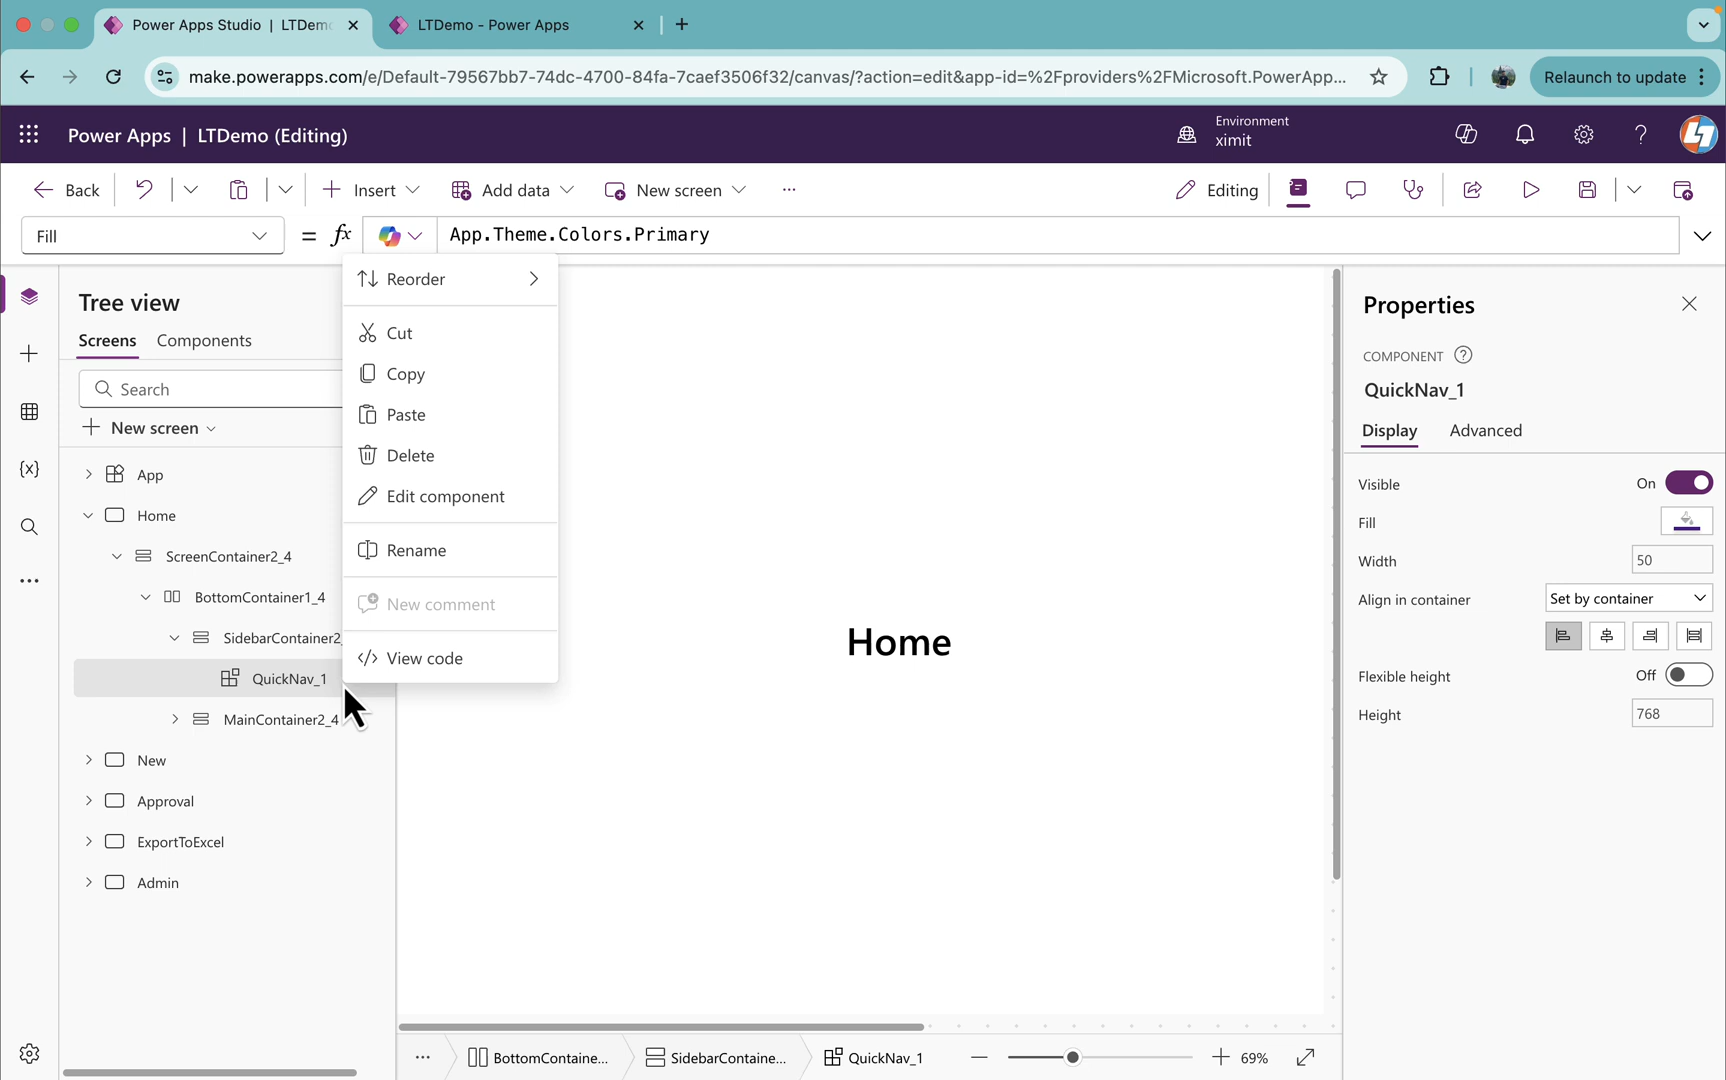 Power Apps Studio | LTDem
LTDemo - Power Apps
make.powerapps.com/e/Default-79567bb7-74dc-4700-84fa-7caef3506f32/canvas/?action=edit&app-id=%2Fproviders%2FMicrosoft.PowerApp...
Relaunch to update
Power Apps | LTDemo (Editing)
Environment
ximit
Back
Insert
Add data
New screen
...
Editing
Fill
=
fx
App.Theme.Colors.Primary
Tree view
Screens
Components
Search
New screen
App
Home
ScreenContainer2_4
BottomContainer1_4
SidebarContainer2_
QuickNav_1
MainContainer2_4
New
Approval
ExportToExcel
Admin
Reorder
Cut
Copy
Paste
Delete
Edit component
Rename
New comment
View code
Home
Properties
COMPONENT
QuickNav_1
Display
Advanced
Visible
On
Fill
Width
50
Align in container
Set by container
Flexible height
Off
Height
768
...
BottomContaine...
SidebarContaine...
QuickNav_1
69%